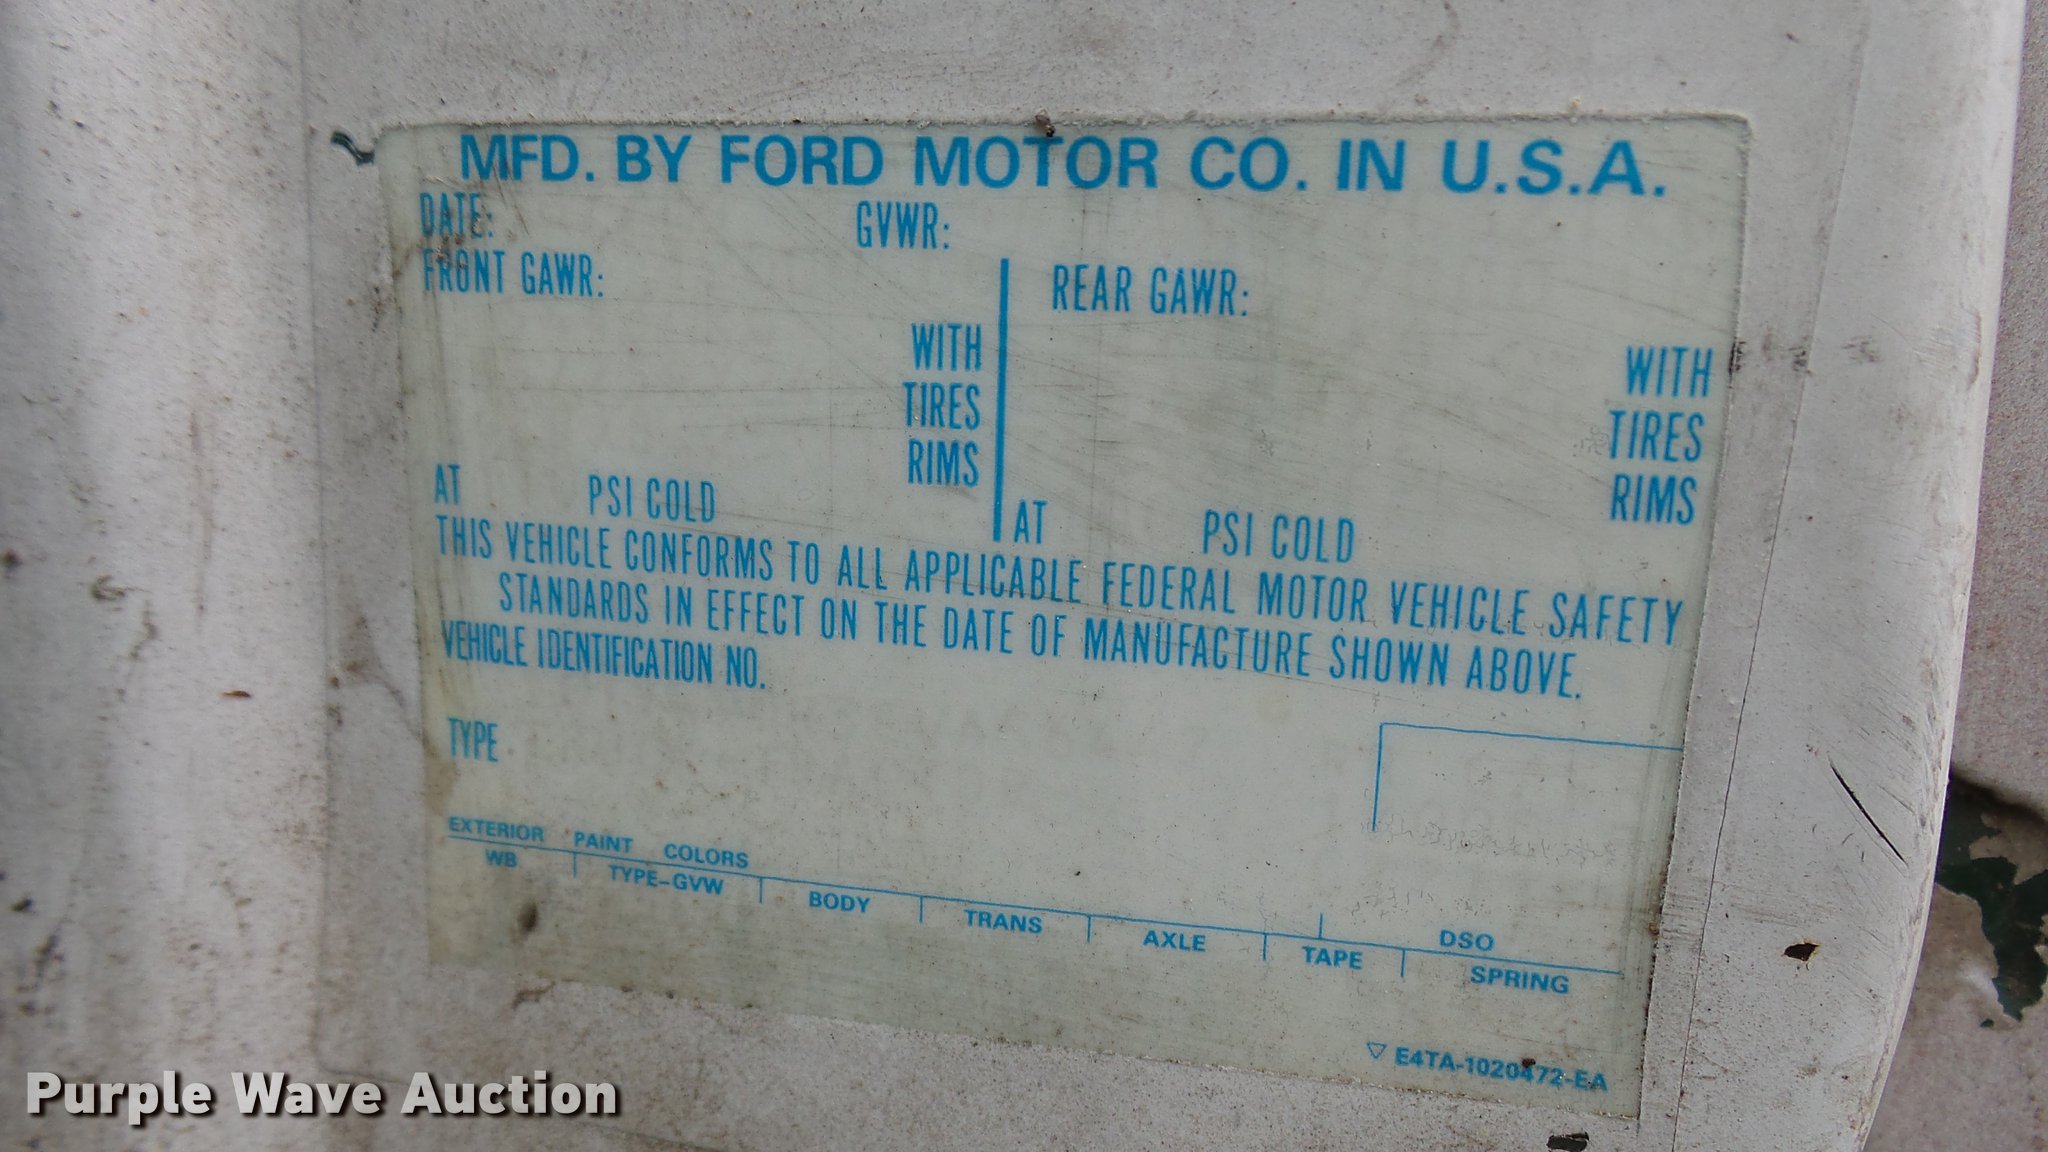 MFD. BY FORD MOTOR CO. IN U.S.A.
DATE: GVWR:
FRONT GAWR: REAR GAWR:
WITH WITH
TIRES TIRES
RIMS RIMS
AT PSI COLD AT PSI COLD
THIS VEHICLE CONFORMS TO ALL APPLICABLE FEDERAL MOTOR VEHICLE SAFETY
STANDARDS IN EFFECT ON THE DATE OF MANUFACTURE SHOWN ABOVE.
VEHICLE IDENTIFICATION NO.
TYPE
EXTERIOR PAINT COLORS DSO
WB TYPE-GVW BODY TRANS AXLE TAPE SPRING
E4TA-1020472-EA
Purple Wave Auction